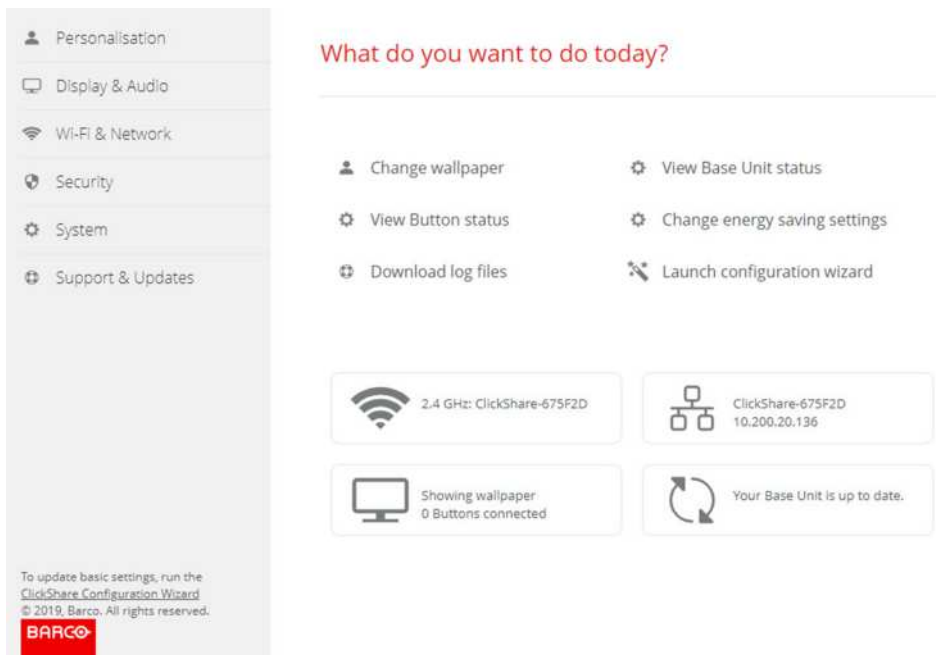 Personalisation
Display & Audio
Wi-Fi & Network
Security
System
Support & Updates
To update basic settings, run the
ClickShare Configuration Wizard
© 2019, Barco. All rights reserved.
BARCO
What do you want to do today?
Change wallpaper
View Base Unit status
View Button status
Change energy saving settings
Download log files
Launch configuration wizard
2.4 GHz: ClickShare-675F2D
ClickShare-675F2D
10.200.20.136
Showing wallpaper
0 Buttons connected
Your Base Unit is up to date.